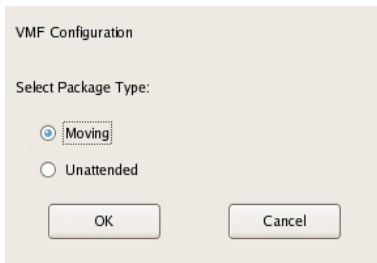 VMF Configuration
Select Package Type:
Moving
Unattended
OK Cancel